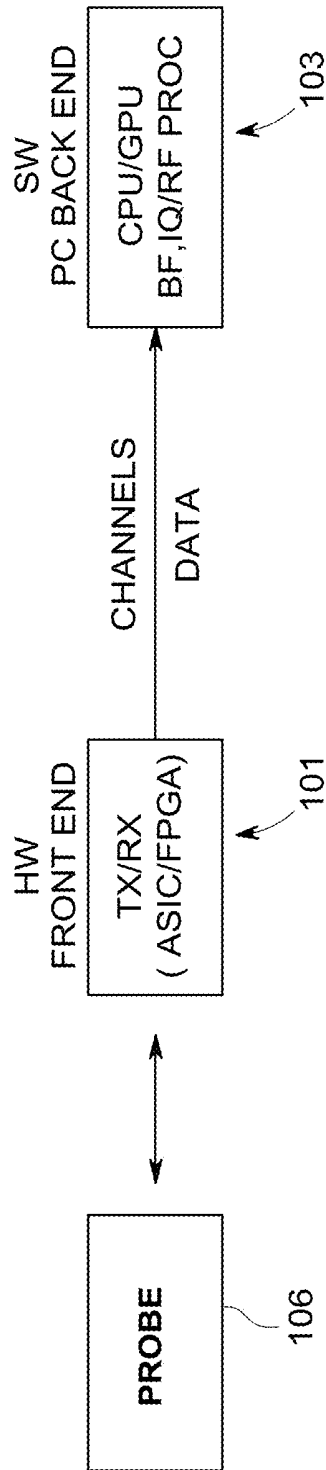 PROBE
106
HW
FRONT END
TX/RX
( ASIC/FPGA)
101
CHANNELS
DATA
SW
PC BACK END
CPU/GPU
BF,IQ/RF PROC
103